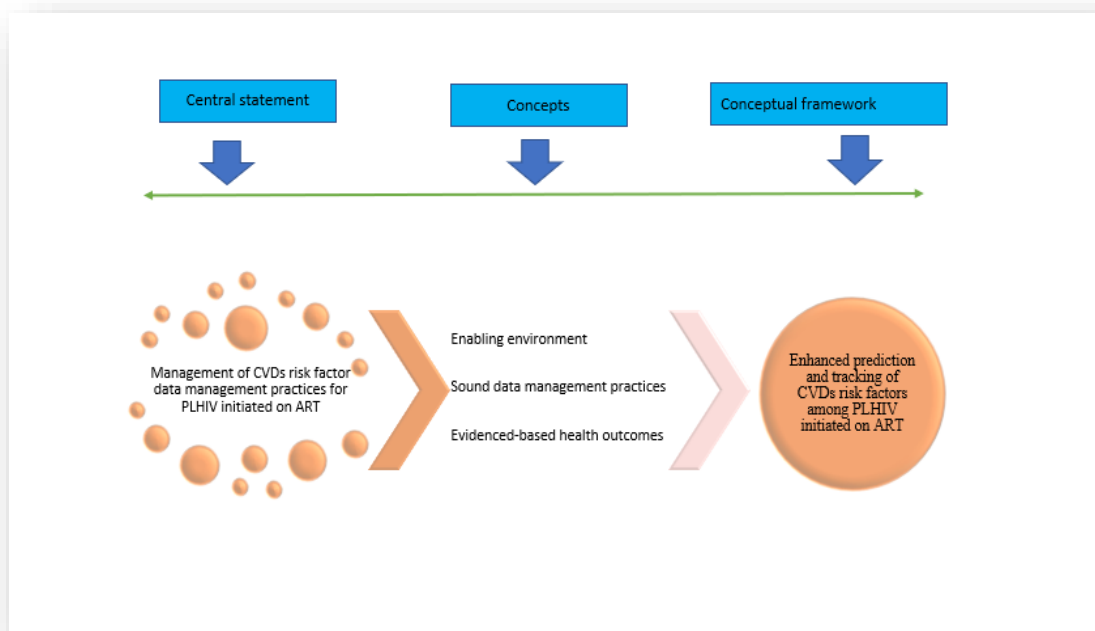 Central statement
Concepts
Conceptual framework
Management of CVDs risk factor
data management practices for
PLHIV initiated on ART
Enabling environment
Sound data management practices
Evidenced-based health outcomes
Enhanced prediction
and tracking of
CVDs risk factors
among PLHIV
initiated on ART